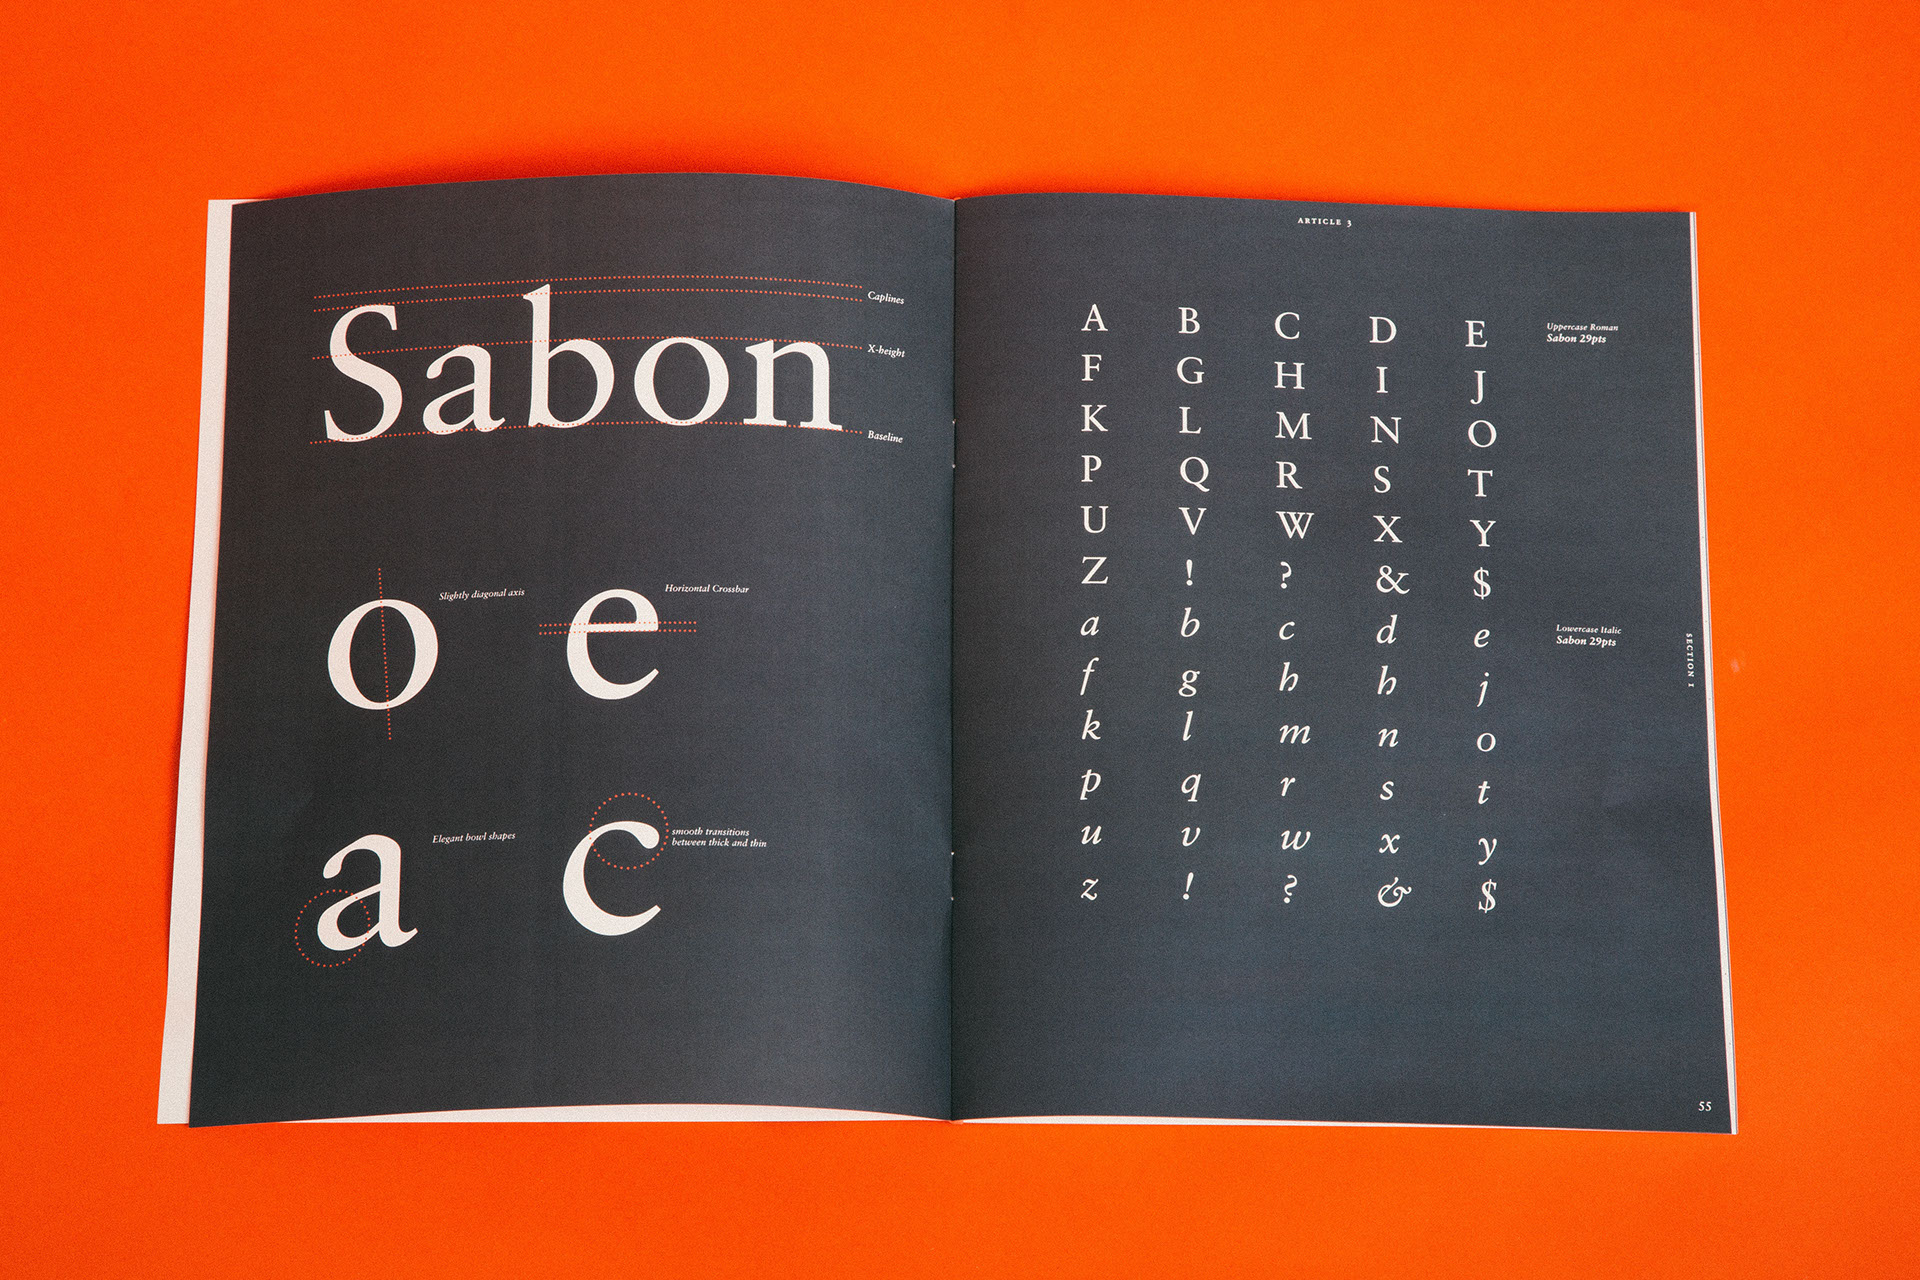 Sabon
Caplines
X-height
Baseline
Slightly diagonal axis
o
Horizontal Crossbar
e
Elegant bowl shapes
a
smooth transitions
between thick and thin
c
ARTICLE 3
A B C D E
F G H I J
K L M N O
P Q R S T
U V W X Y
Z ! ? & $
Uppercase Roman
Sabon 29pts
a b c d e
f g h h j
k l m n o
p q r s t
u v w x y
z ! ? & $
Lowercase Italic
Sabon 29pts
SECTION 1
55